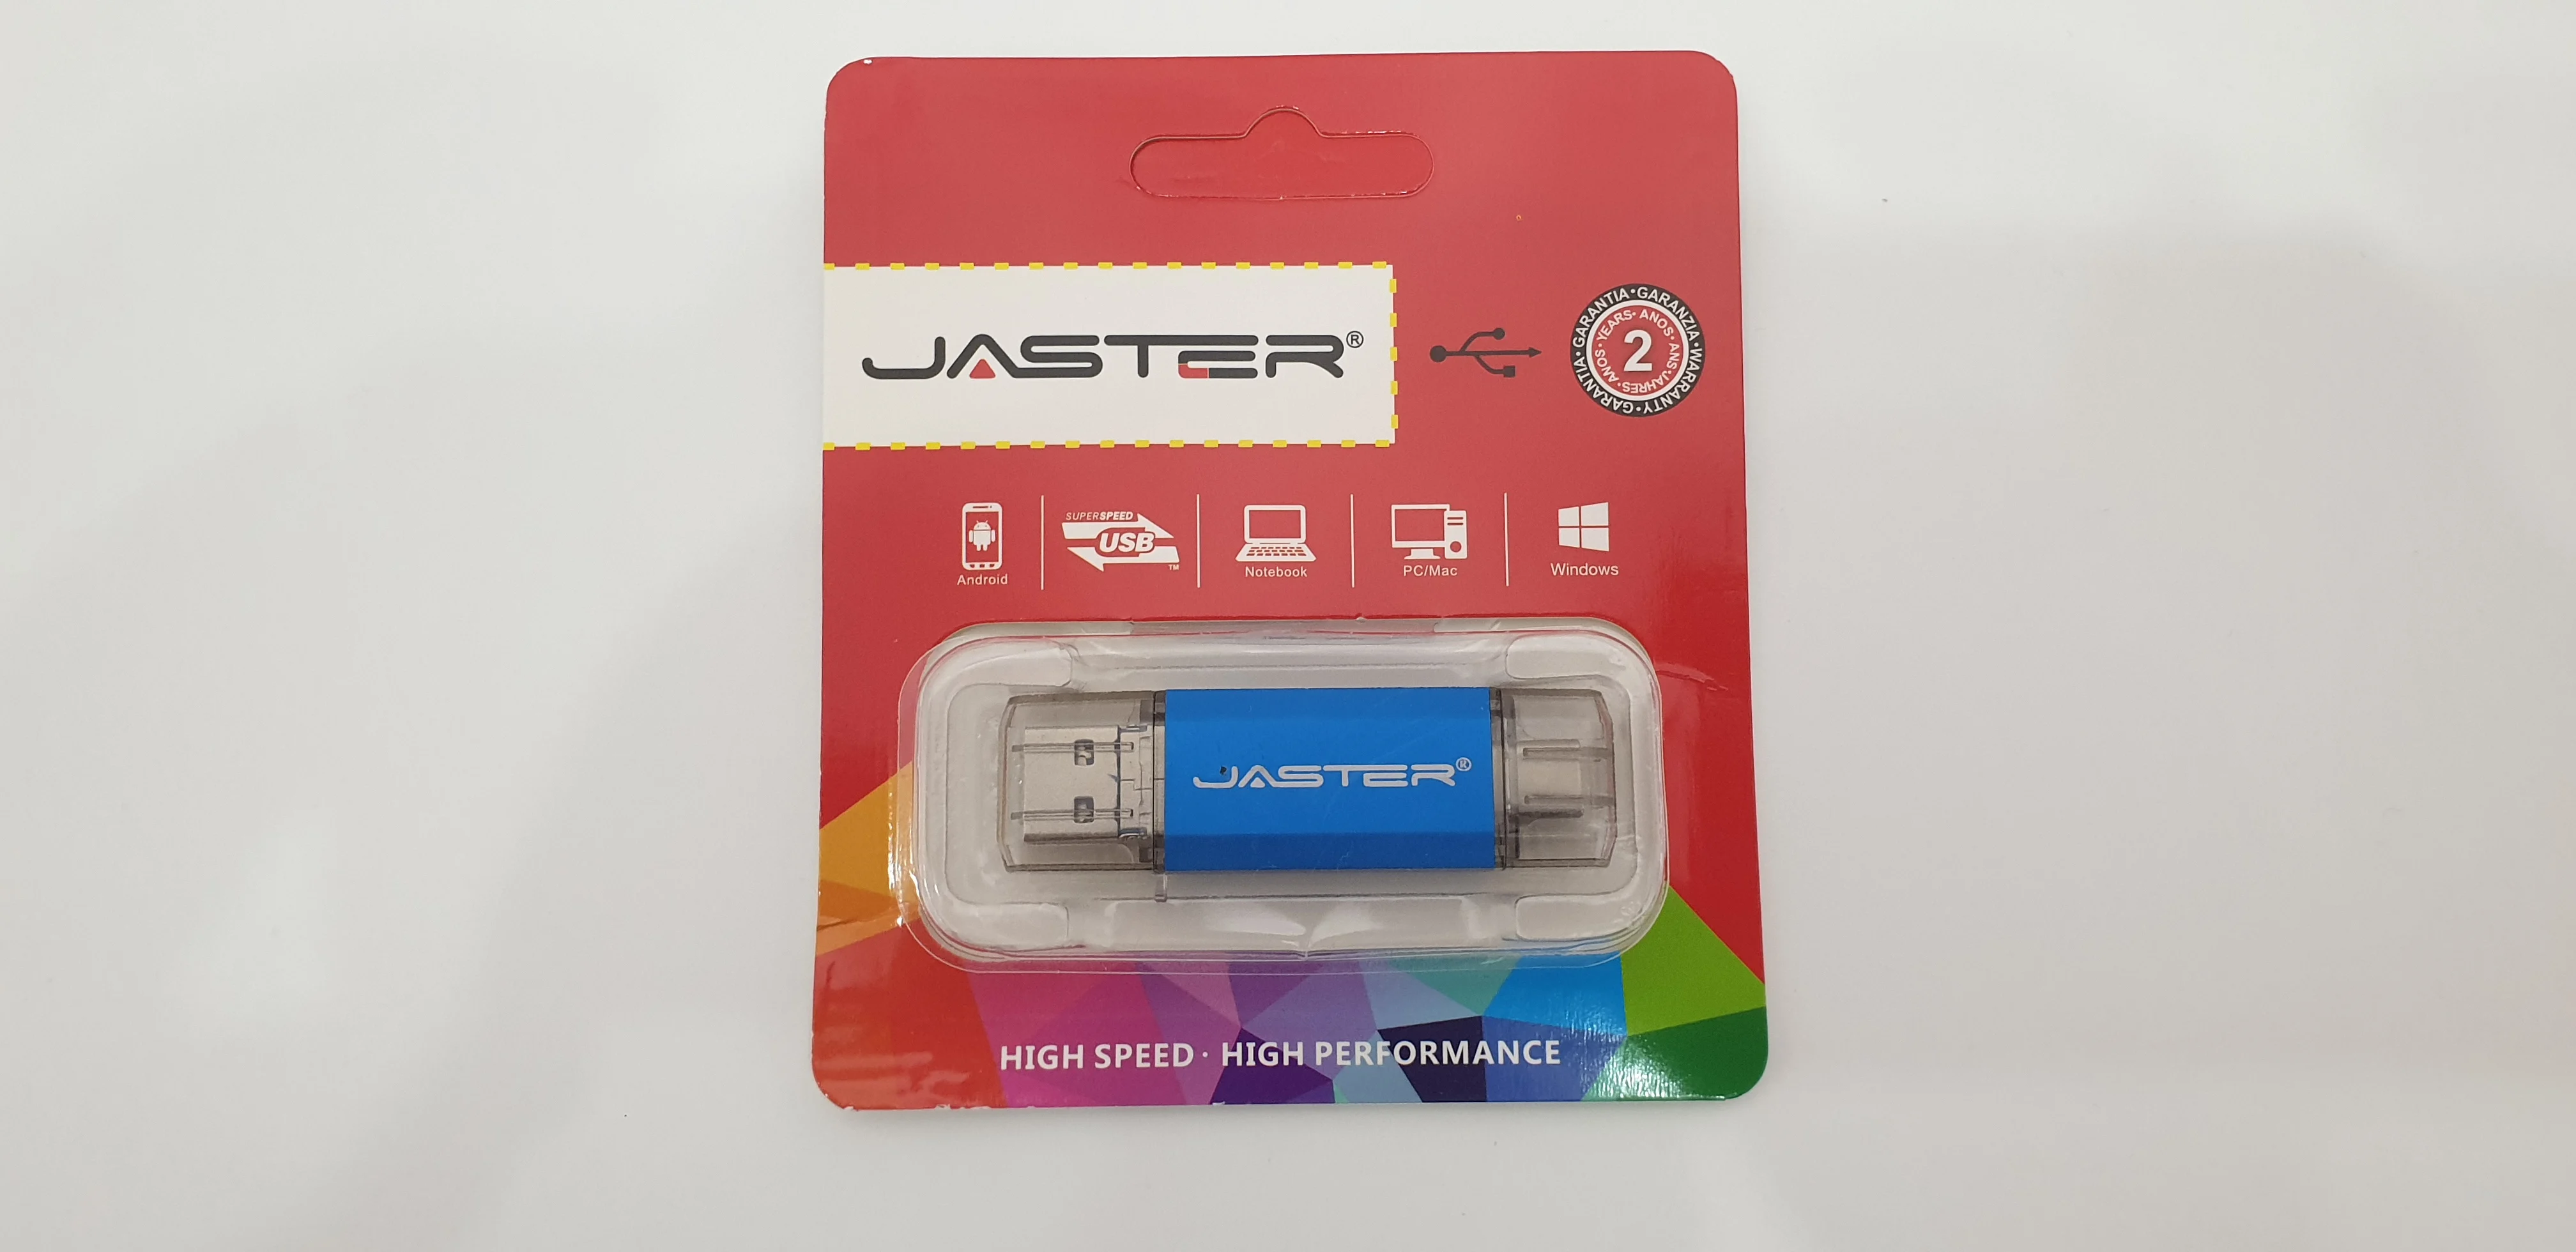 JASTER®
GARANTIA • GARANZIA • WARRANTY • GARANTIA •
YEARS • ANOS • ANS • JAHRES • ANOS •
2
SUPERSPEED
USB
TM
Android
Notebook
PC/Mac
Windows
JASTER®
HIGH SPEED · HIGH PERFORMANCE